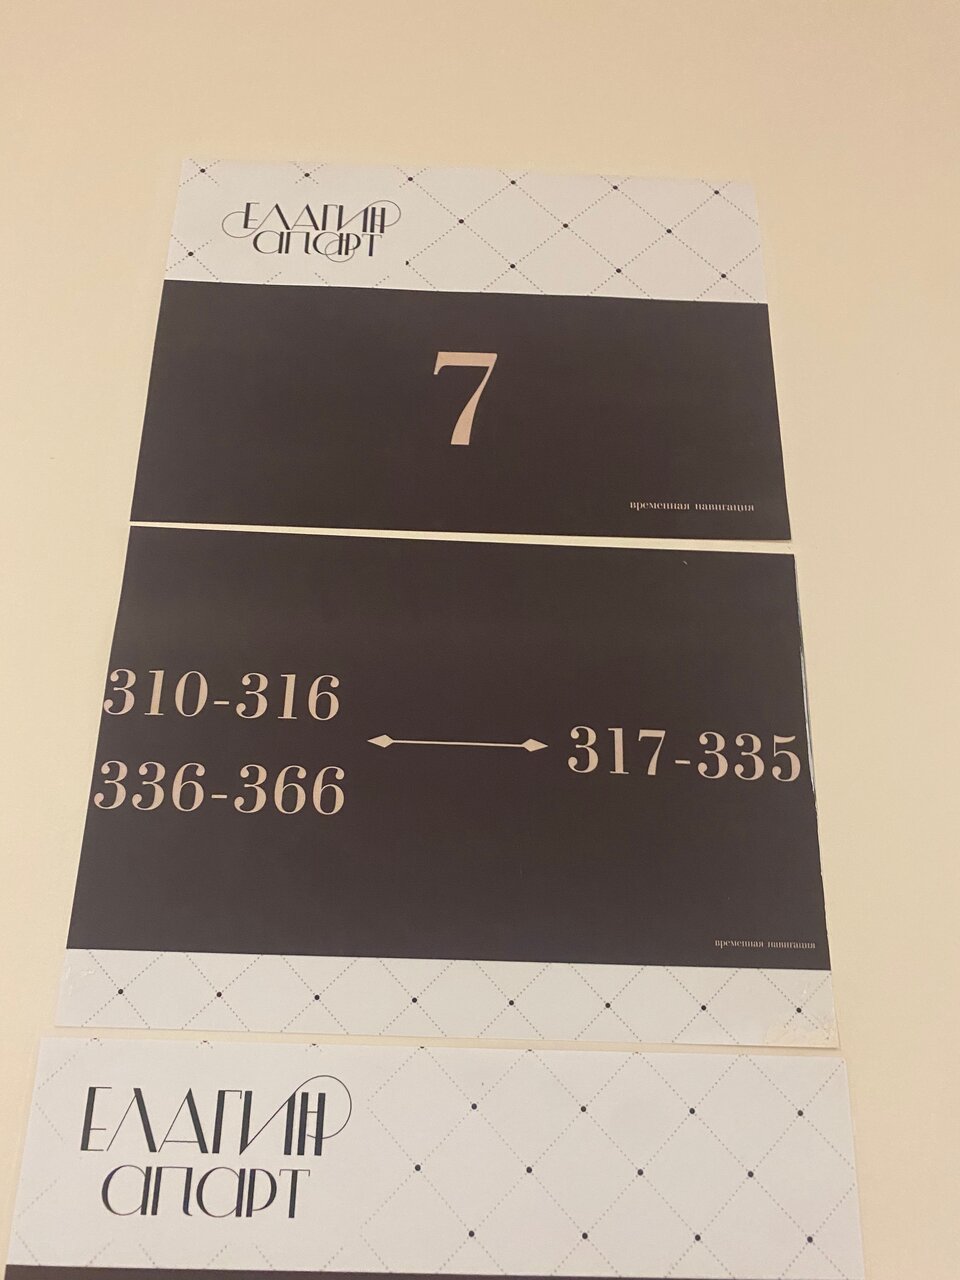 ЕЛАГИН
АПАРТ
7
временная навигация
310-316
336-366
317-335
временная навигация
ЕЛАГИН
АПАРТ